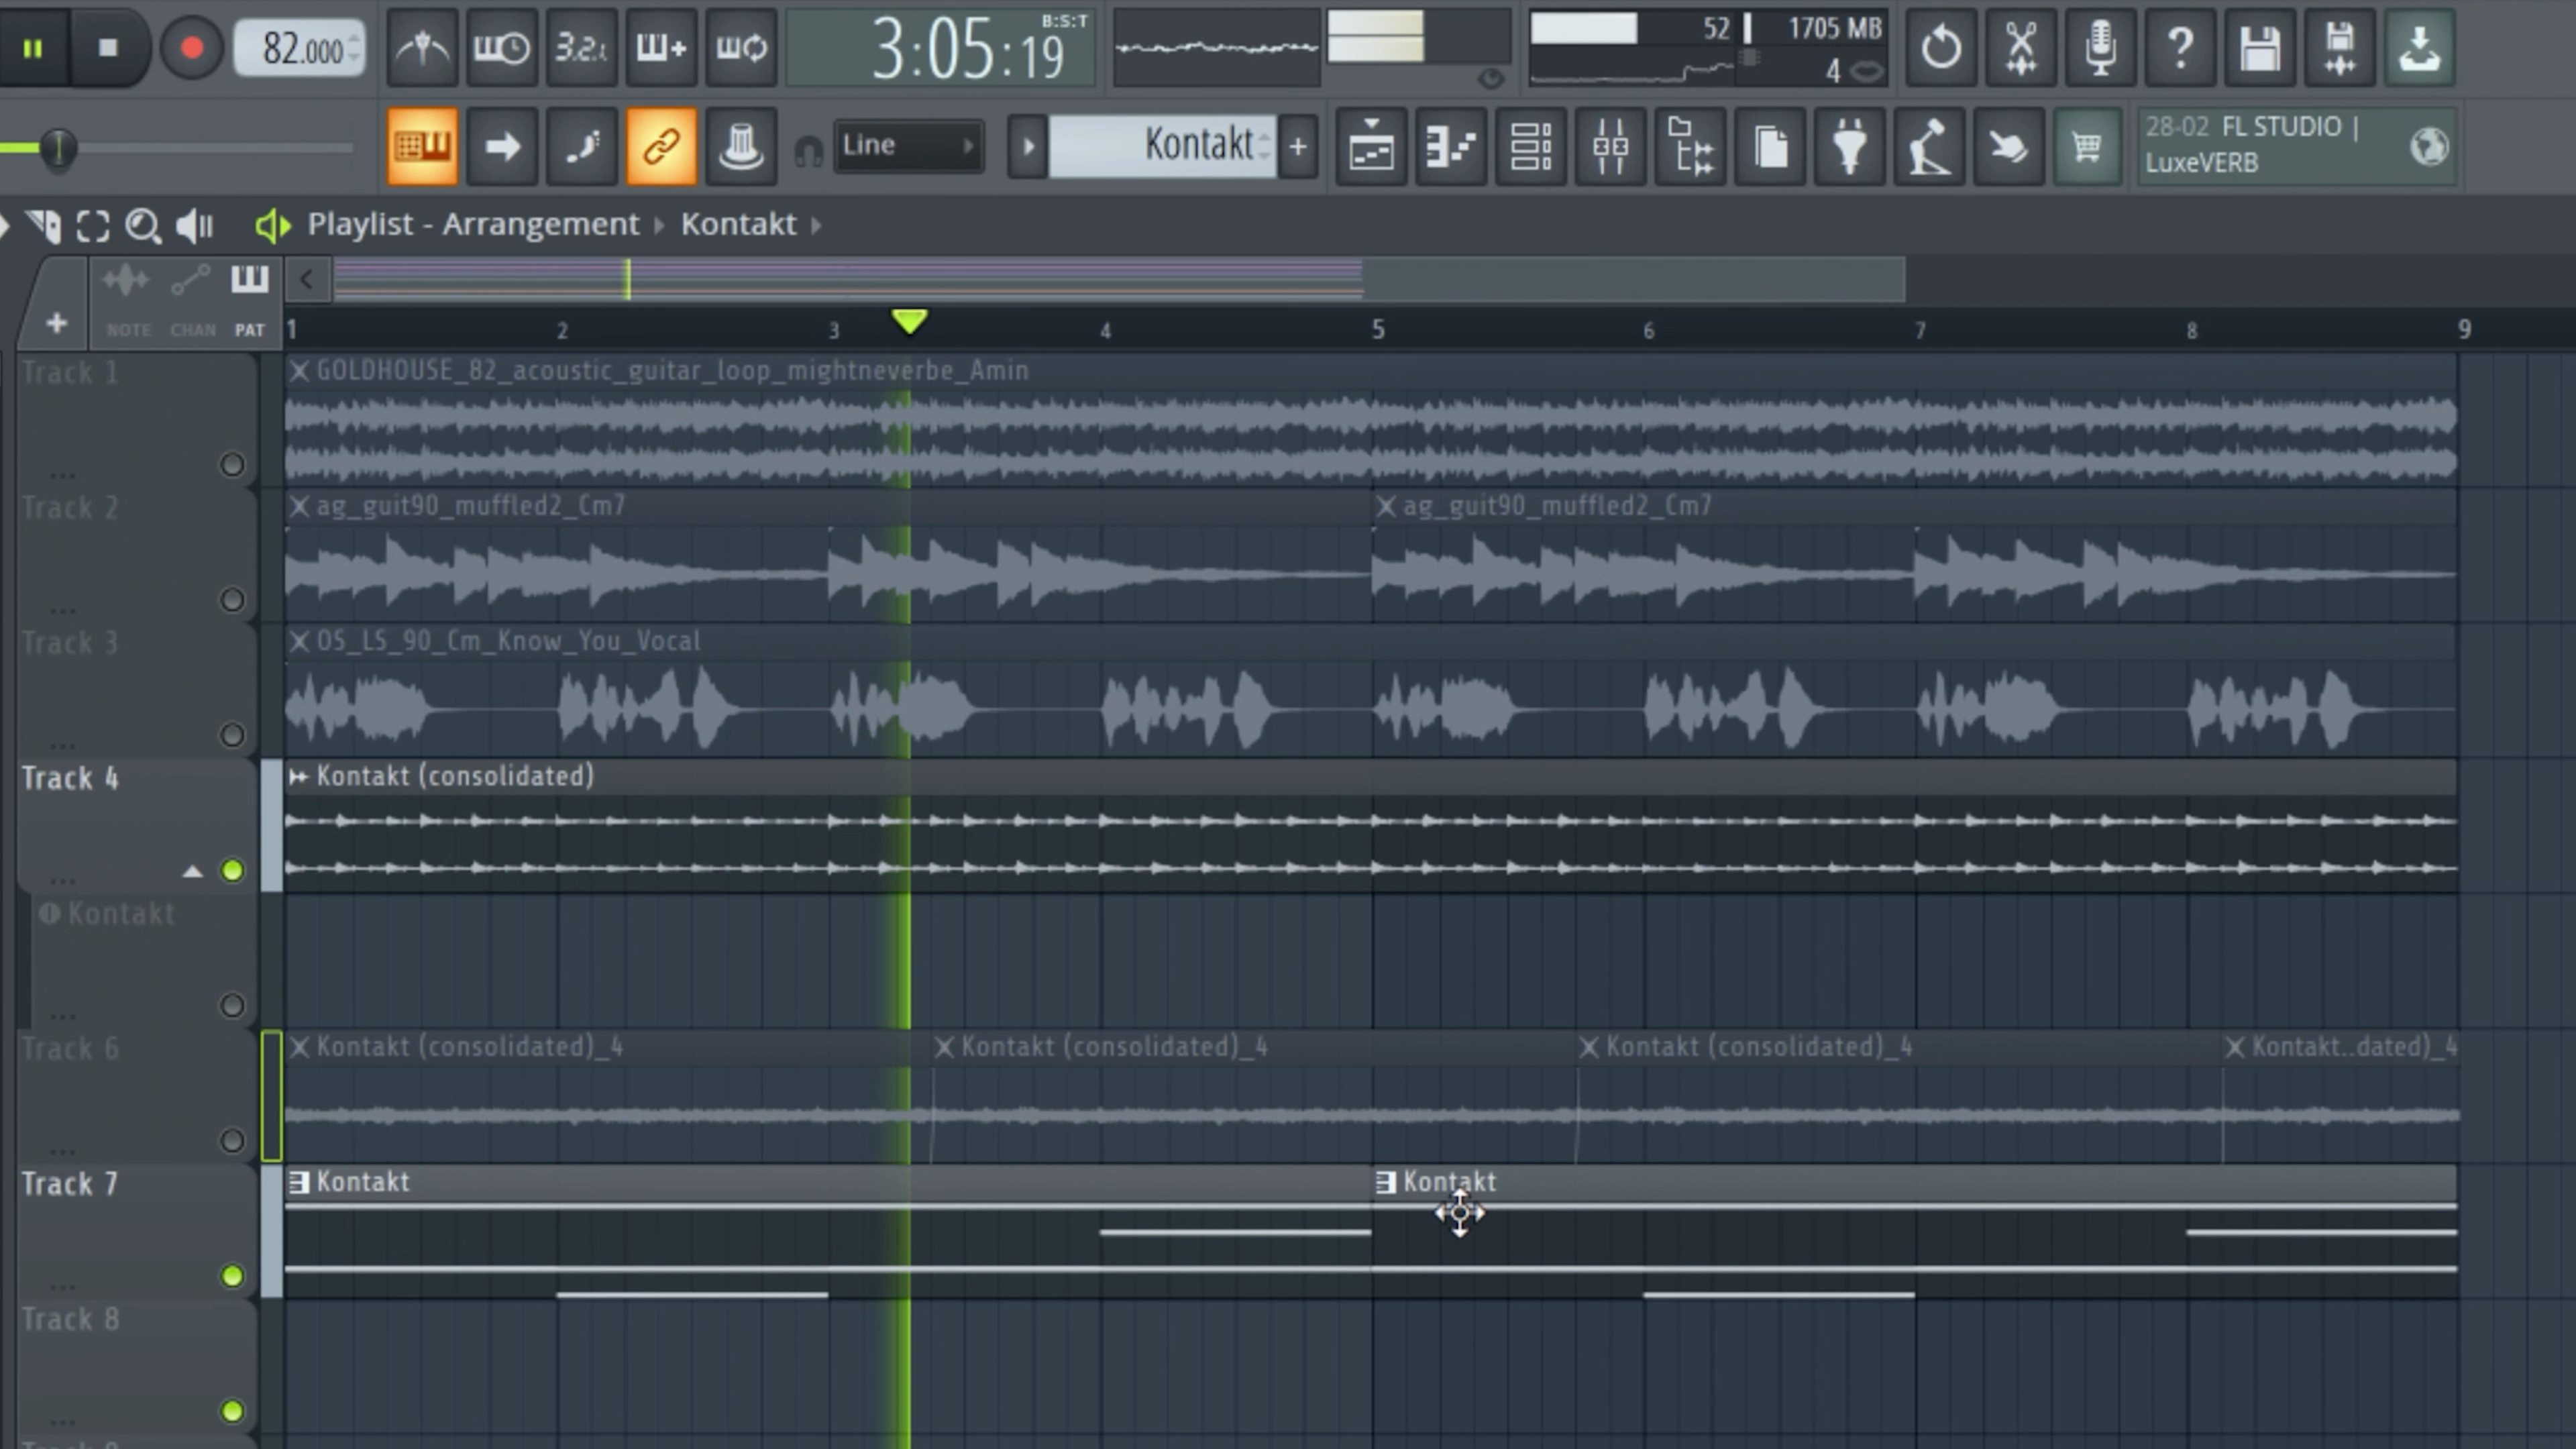 82.000
3.2.1
3:05:19
B:S:T
52
1705 MB
4
Line
Kontakt
28-02 FL STUDIO |
LuxeVERB
Playlist - Arrangement Kontakt
NOTE CHAN PAT
1 2 3 4 5 6 7 8 9
Track 1
GOLDHOUSE_82_acoustic_guitar_loop_mightneverbe_Amin
Track 2
ag_guit90_muffled2_Cm7
ag_guit90_muffled2_Cm7
Track 3
OS_LS_90_Cm_Know_You_Vocal
Track 4
Kontakt (consolidated)
Kontakt
Track 6
Kontakt (consolidated)_4
Kontakt (consolidated)_4
Kontakt (consolidated)_4
Kontakt..dated)_4
Track 7
Kontakt
Kontakt
Track 8